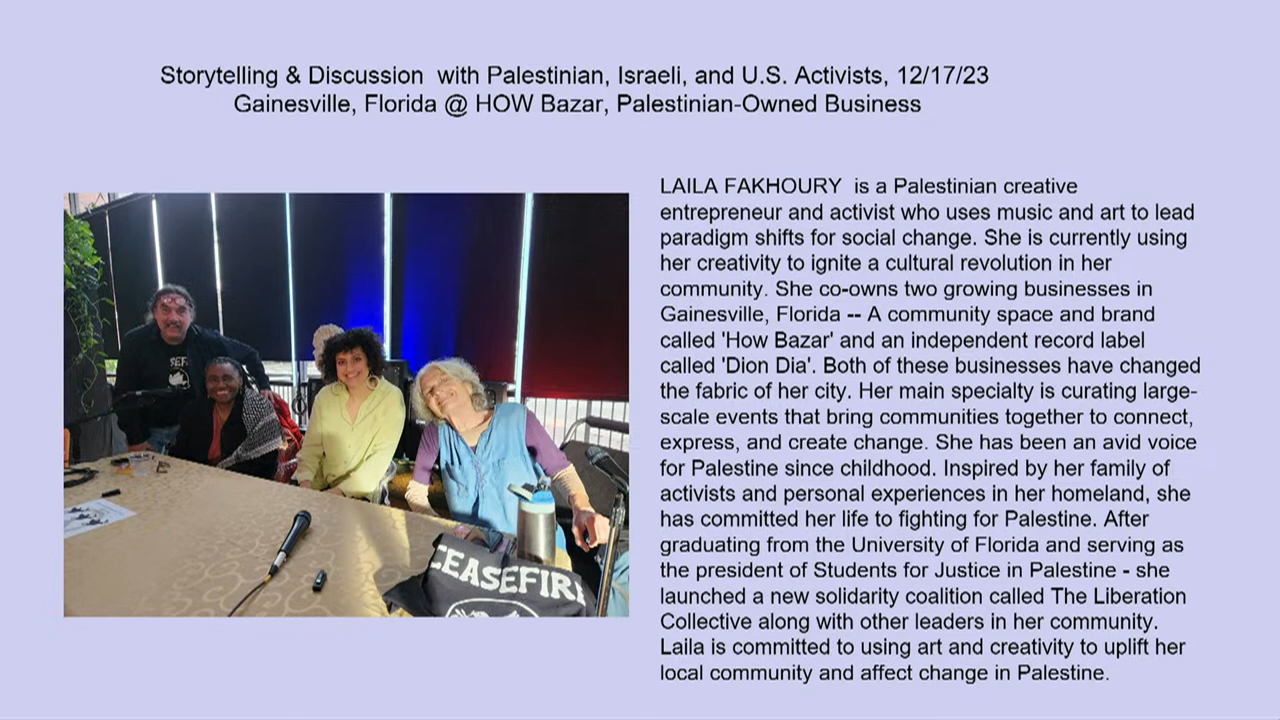 Storytelling & Discussion with Palestinian, Israeli, and U.S. Activists, 12/17/23
Gainesville, Florida @ HOW Bazar, Palestinian-Owned Business
LAILA FAKHOURY is a Palestinian creative
entrepreneur and activist who uses music and art to lead
paradigm shifts for social change. She is currently using
her creativity to ignite a cultural revolution in her
community. She co-owns two growing businesses in
Gainesville, Florida -- A community space and brand
called 'How Bazar' and an independent record label
called 'Dion Dia'. Both of these businesses have changed
the fabric of her city. Her main specialty is curating large-
scale events that bring communities together to connect,
express, and create change. She has been an avid voice
for Palestine since childhood. Inspired by her family of
activists and personal experiences in her homeland, she
has committed her life to fighting for Palestine. After
graduating from the University of Florida and serving as
the president of Students for Justice in Palestine - she
launched a new solidarity coalition called The Liberation
Collective along with other leaders in her community.
Laila is committed to using art and creativity to uplift her
local community and affect change in Palestine.
SEF
CEASEFIR